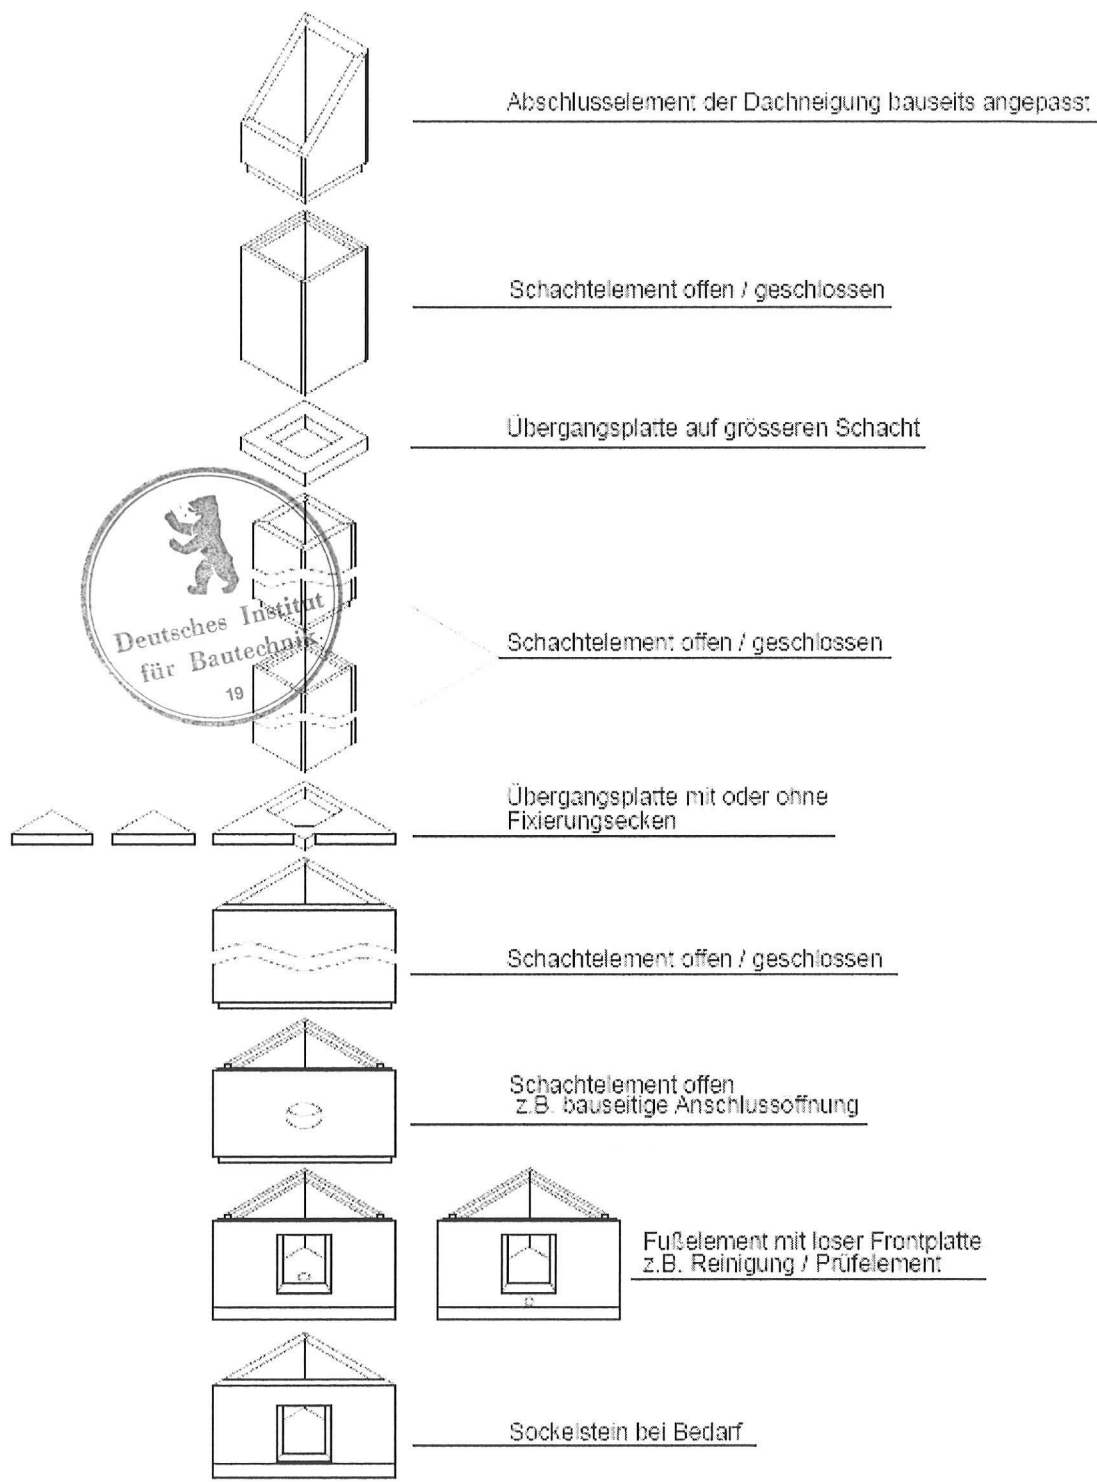 Abschlusselement der Dachneigung bauseits angepasst
Schachtelement offen / geschlossen
Übergangsplatte auf grösseren Schacht
Deutsches Institut
für Bautechnik
19
Schachtelement offen / geschlossen
Übergangsplatte mit oder ohne
Fixierungsecken
Schachtelement offen / geschlossen
Schachtelement offen
z.B. bauseitige Anschlussoffnung
Fußelement mit loser Frontplatte
z.B. Reinigung / Prüfelement
Sockelstein bei Bedarf